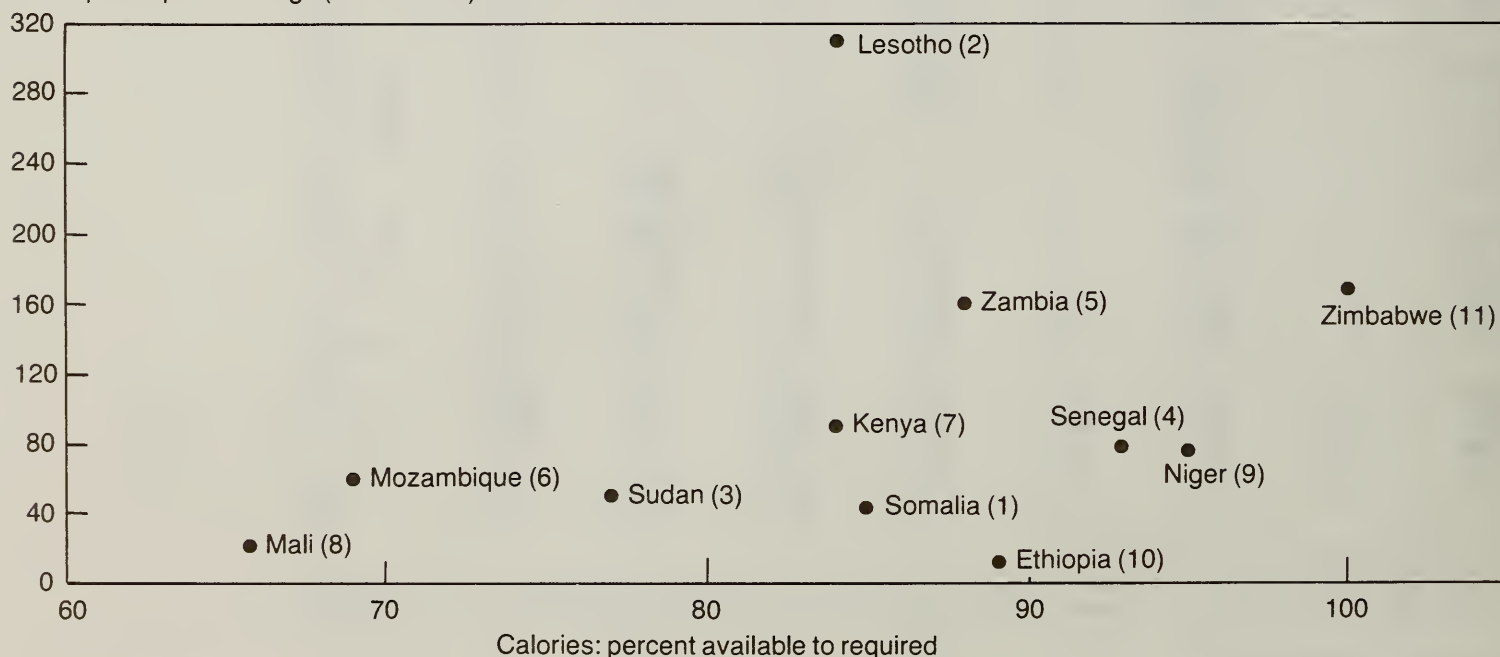 320
Lesotho (2)
280
240
200
160
Zambia (5)
Zimbabwe (11)
120
Senegal (4)
Kenya (7)
80
Niger (9)
Mozambique (6)
Sudan (3)
40
Somalia (1)
Mali (8)
Ethiopia (10)
0
60 70 80 90 100
Calories: percent available to required